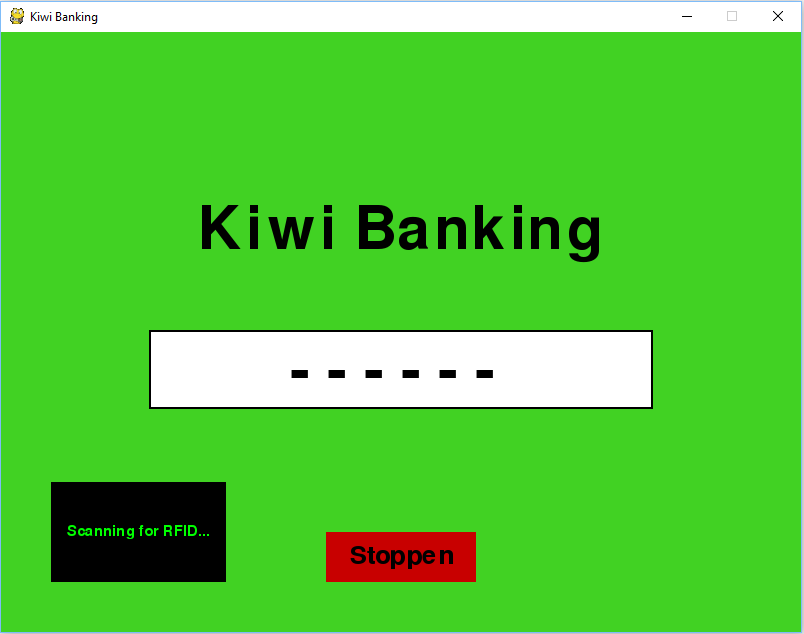 Kiwi Banking
Kiwi Banking
------
Scanning for RFID...
Stoppen